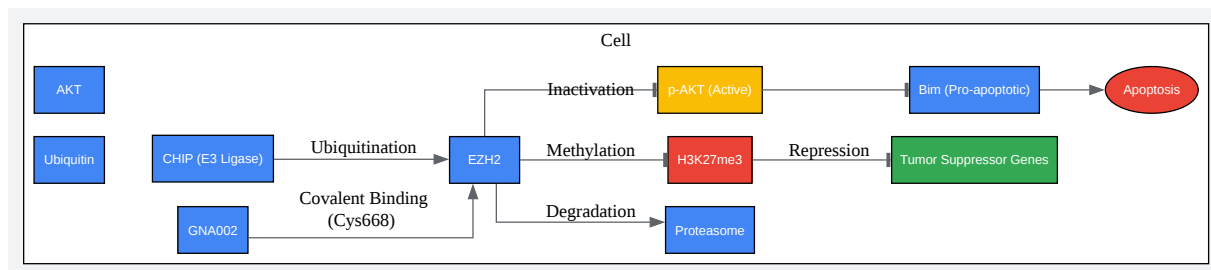 Cell
AKT
Inactivation
p-AKT (Active)
Bim (Pro-apoptotic)
Apoptosis
Ubiquitin
CHIP (E3 Ligase)
Ubiquitination
EZH2
Methylation
H3K27me3
Repression
Tumor Suppressor Genes
GNA002
Covalent Binding
(Cys668)
Degradation
Proteasome